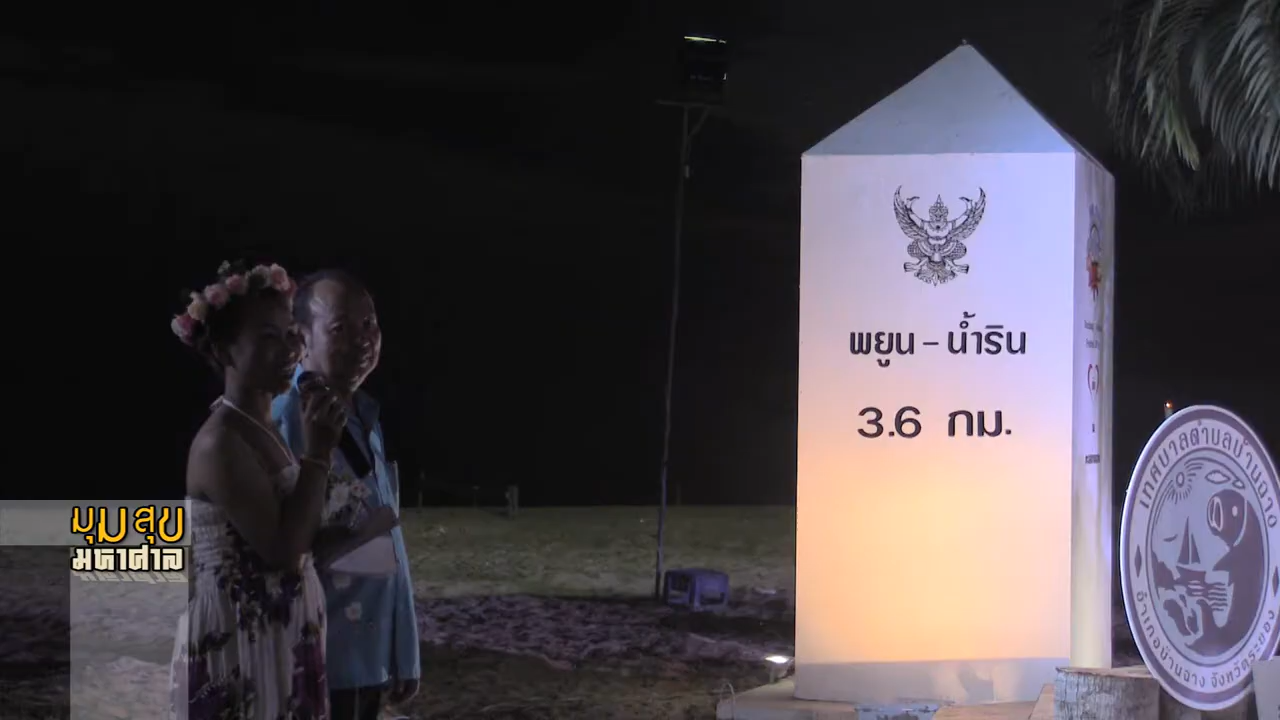 พยูน - น้ำริน
3.6 กม.
เทศบาลตำบลบ้านฉาง
อำเภอบ้านฉาง จังหวัดระยอง
มุมสุข
มหาศาล